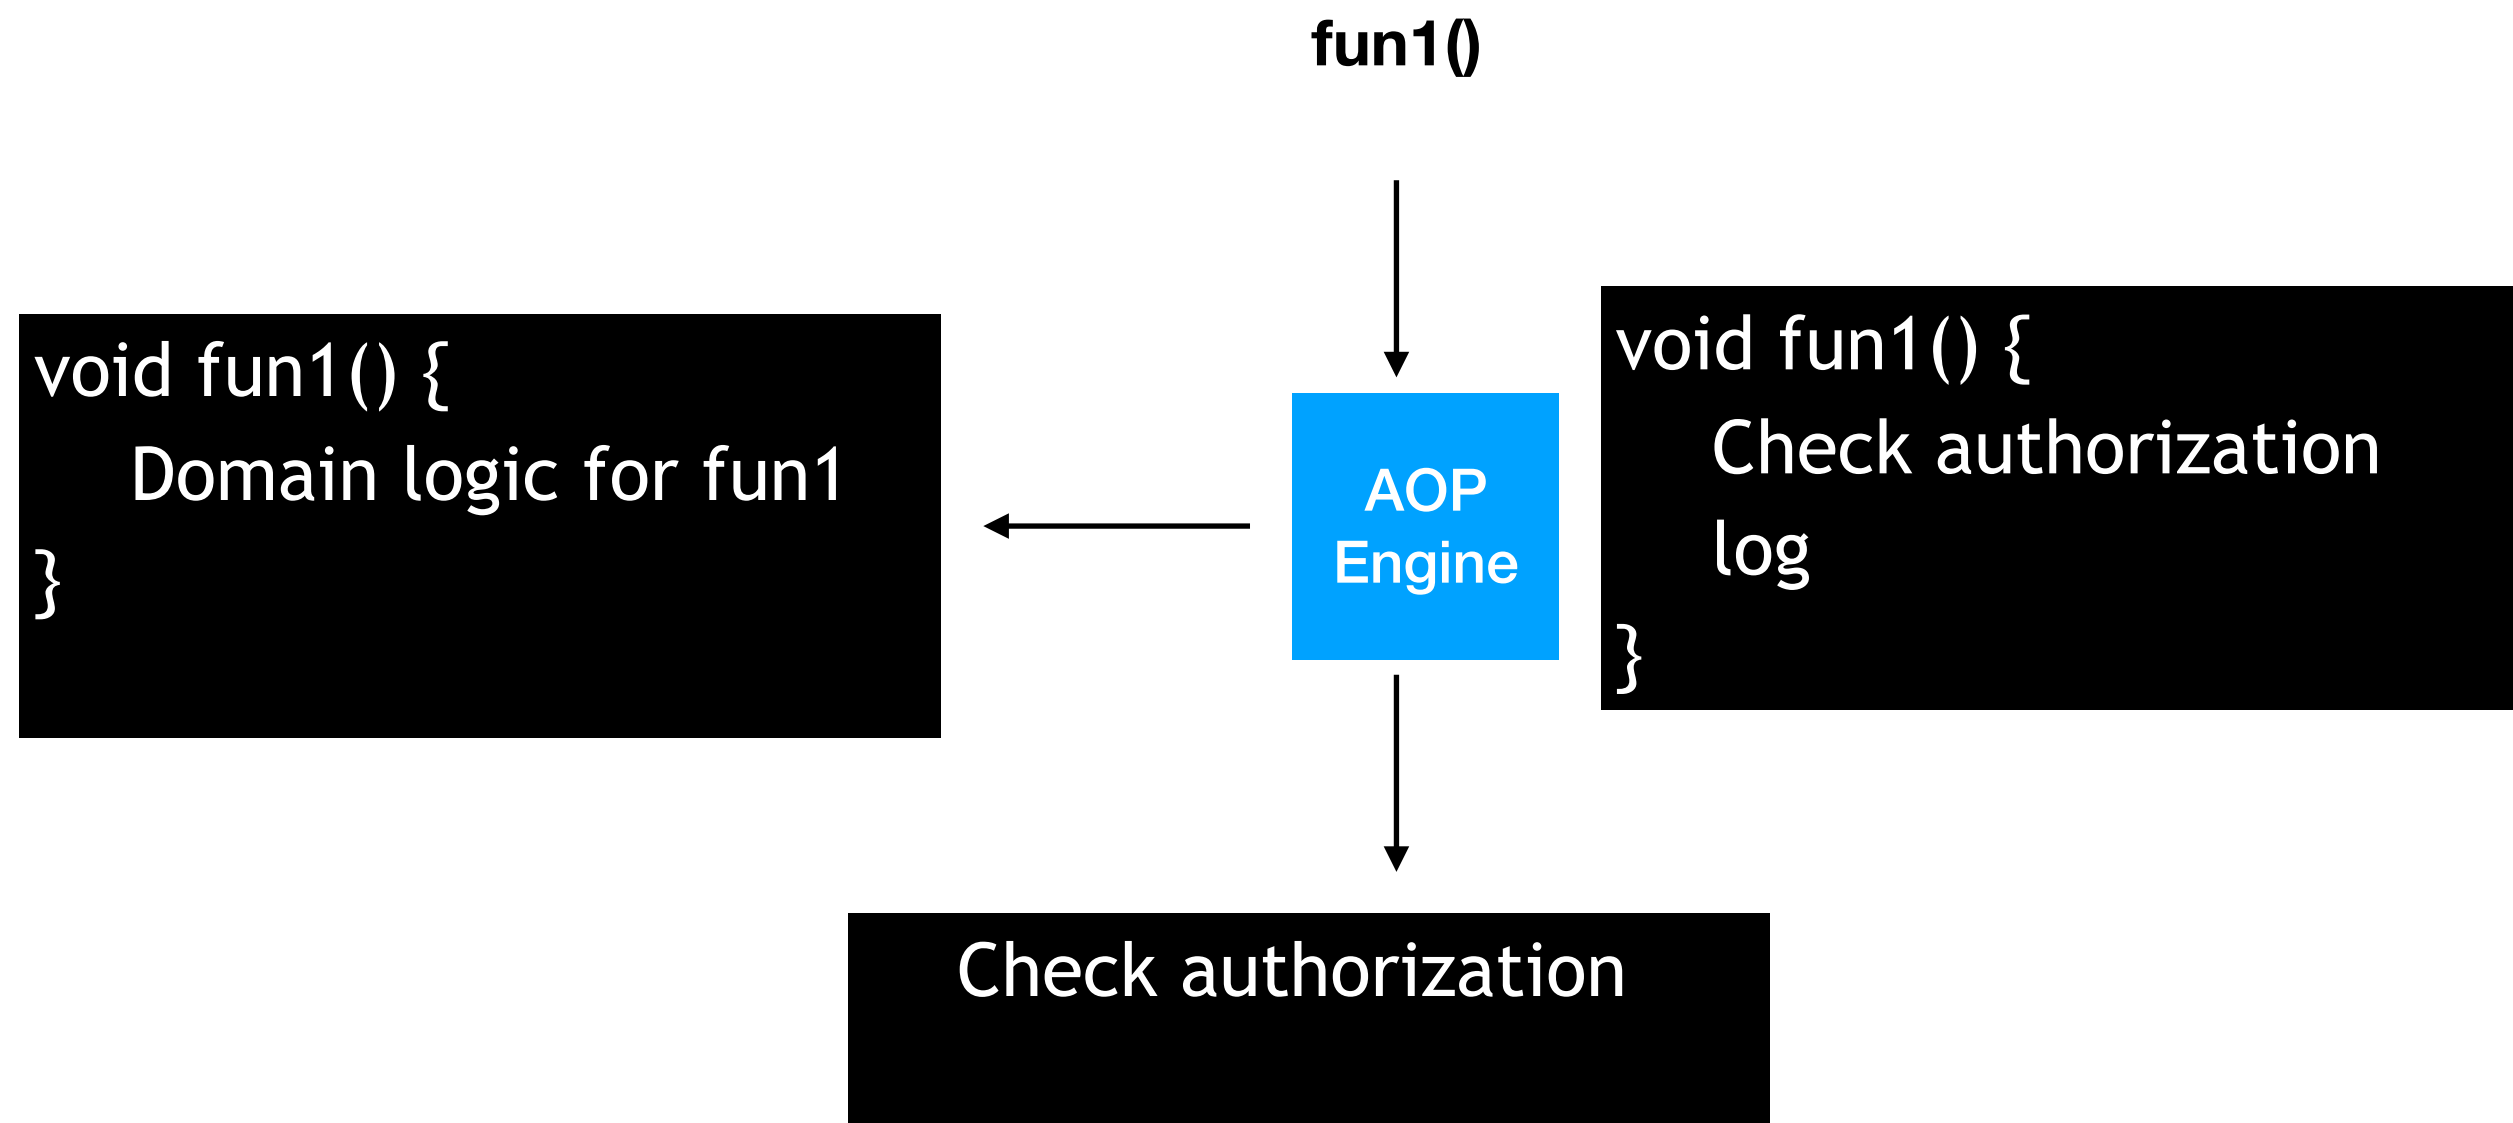 fun1()
void fun1() {
Domain logic for fun1
}
AOP
Engine
void fun1() {
Check authorization
log
}
Check authorization